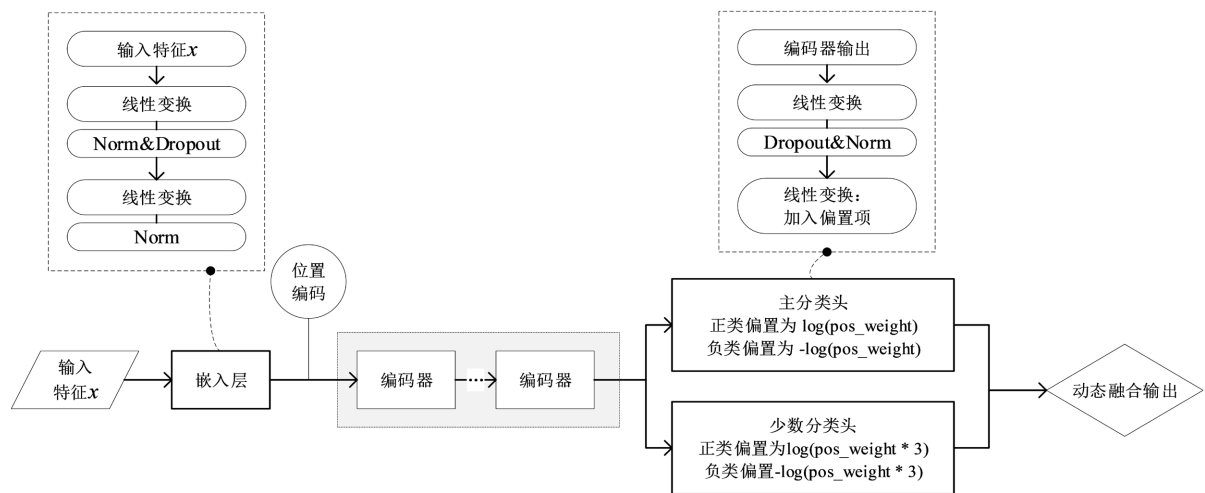 输入特征x
线性变换
Norm&Dropout
线性变换
Norm
编码器输出
线性变换
Dropout&Norm
线性变换：
加入偏置项
位置
编码
输入
特征x
嵌入层
编码器
...
编码器
主分类头
正类偏置为 log(pos_weight)
负类偏置为 -log(pos_weight)
少数分类头
正类偏置为log(pos_weight * 3)
负类偏置-log(pos_weight * 3)
动态融合输出